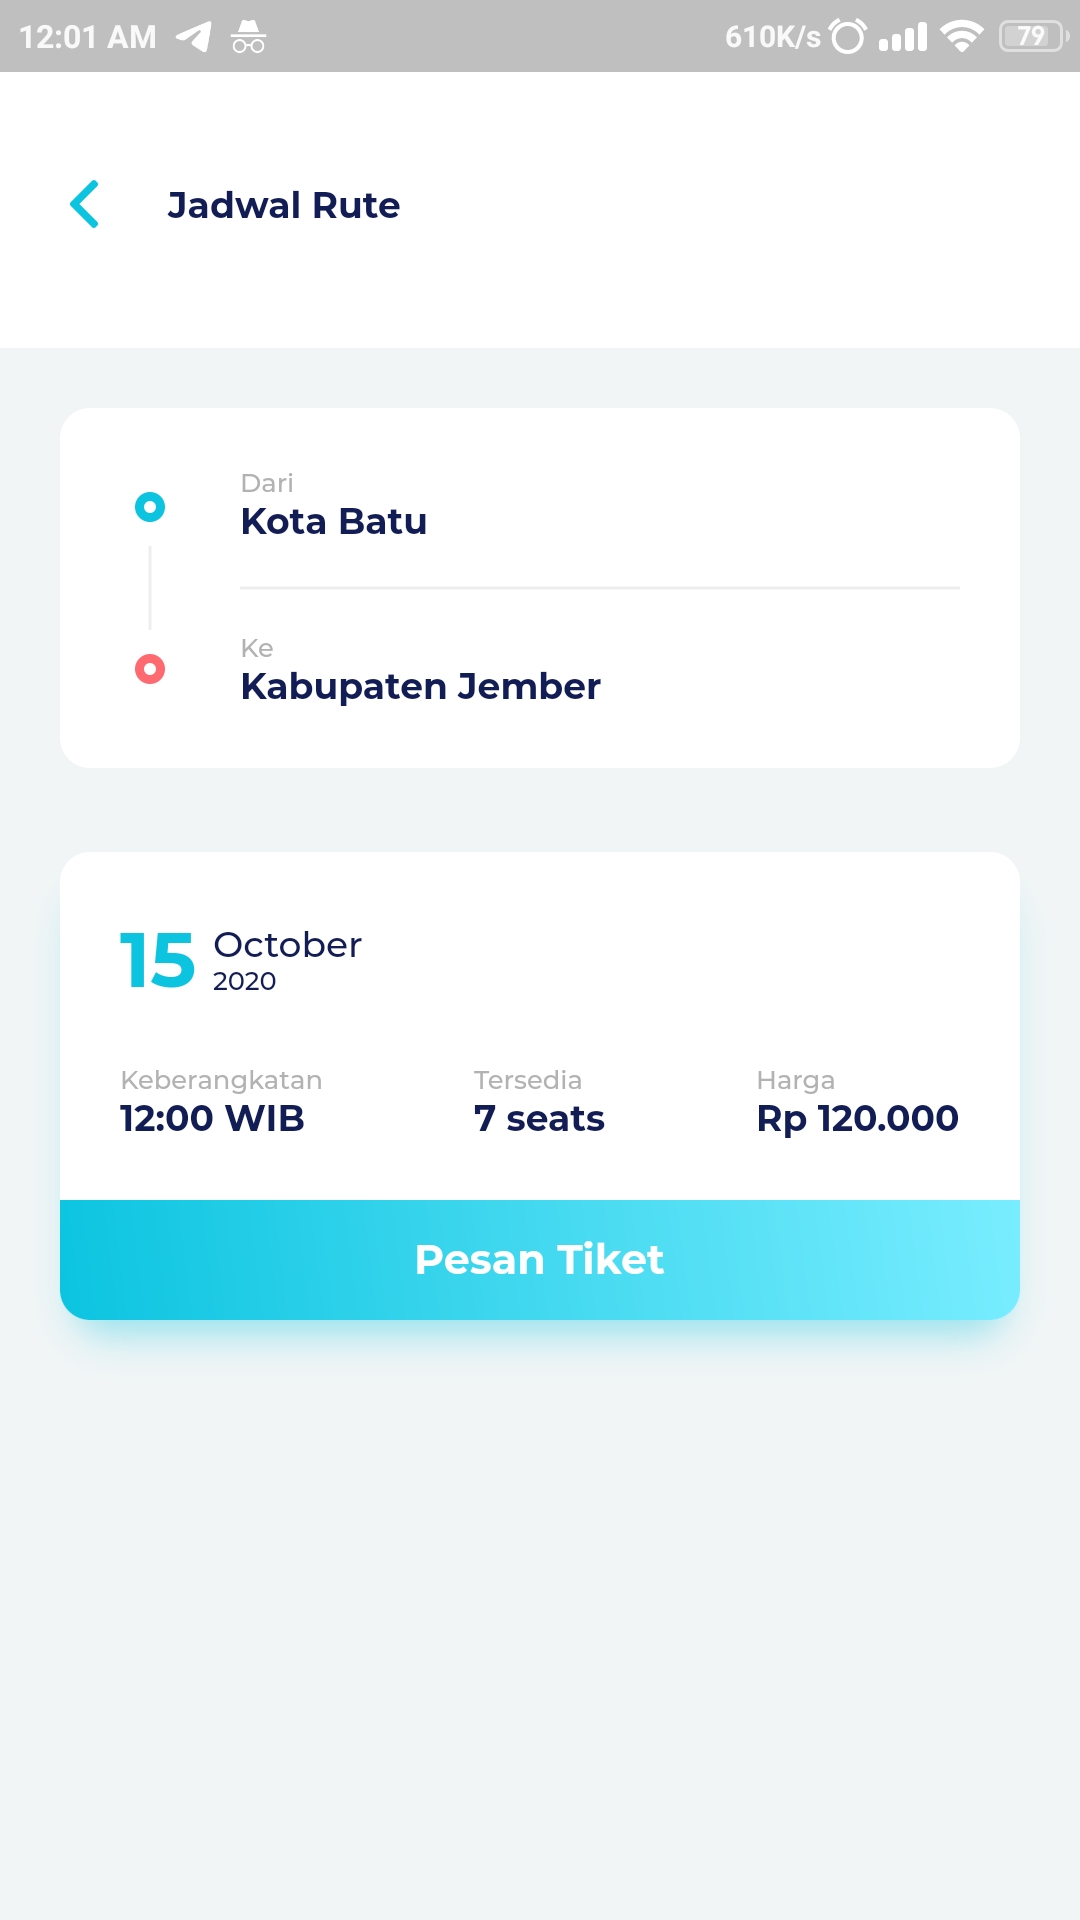 12:01 AM 610K/s 79
Jadwal Rute
Dari
Kota Batu
Ke
Kabupaten Jember
15 October
2020
Keberangkatan Tersedia Harga
12:00 WIB 7 seats Rp 120.000
Pesan Tiket